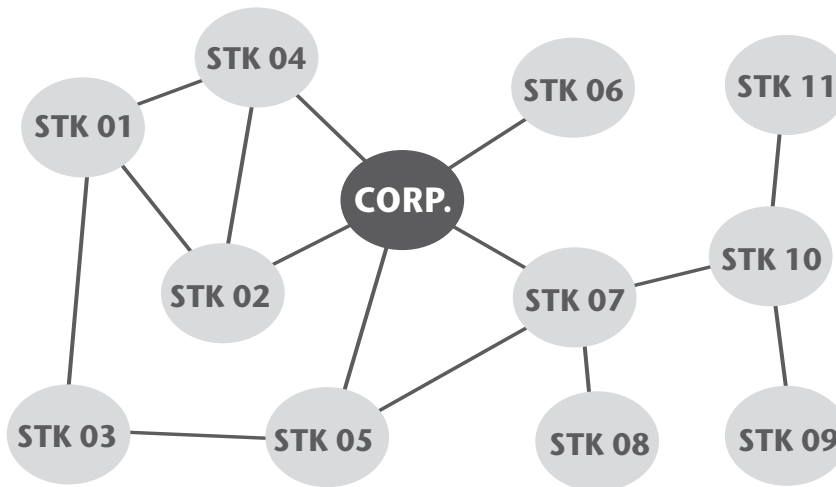 STK 04
STK 06
STK 11
STK 01
CORP.
STK 10
STK 02
STK 07
STK 03
STK 05
STK 08
STK 09